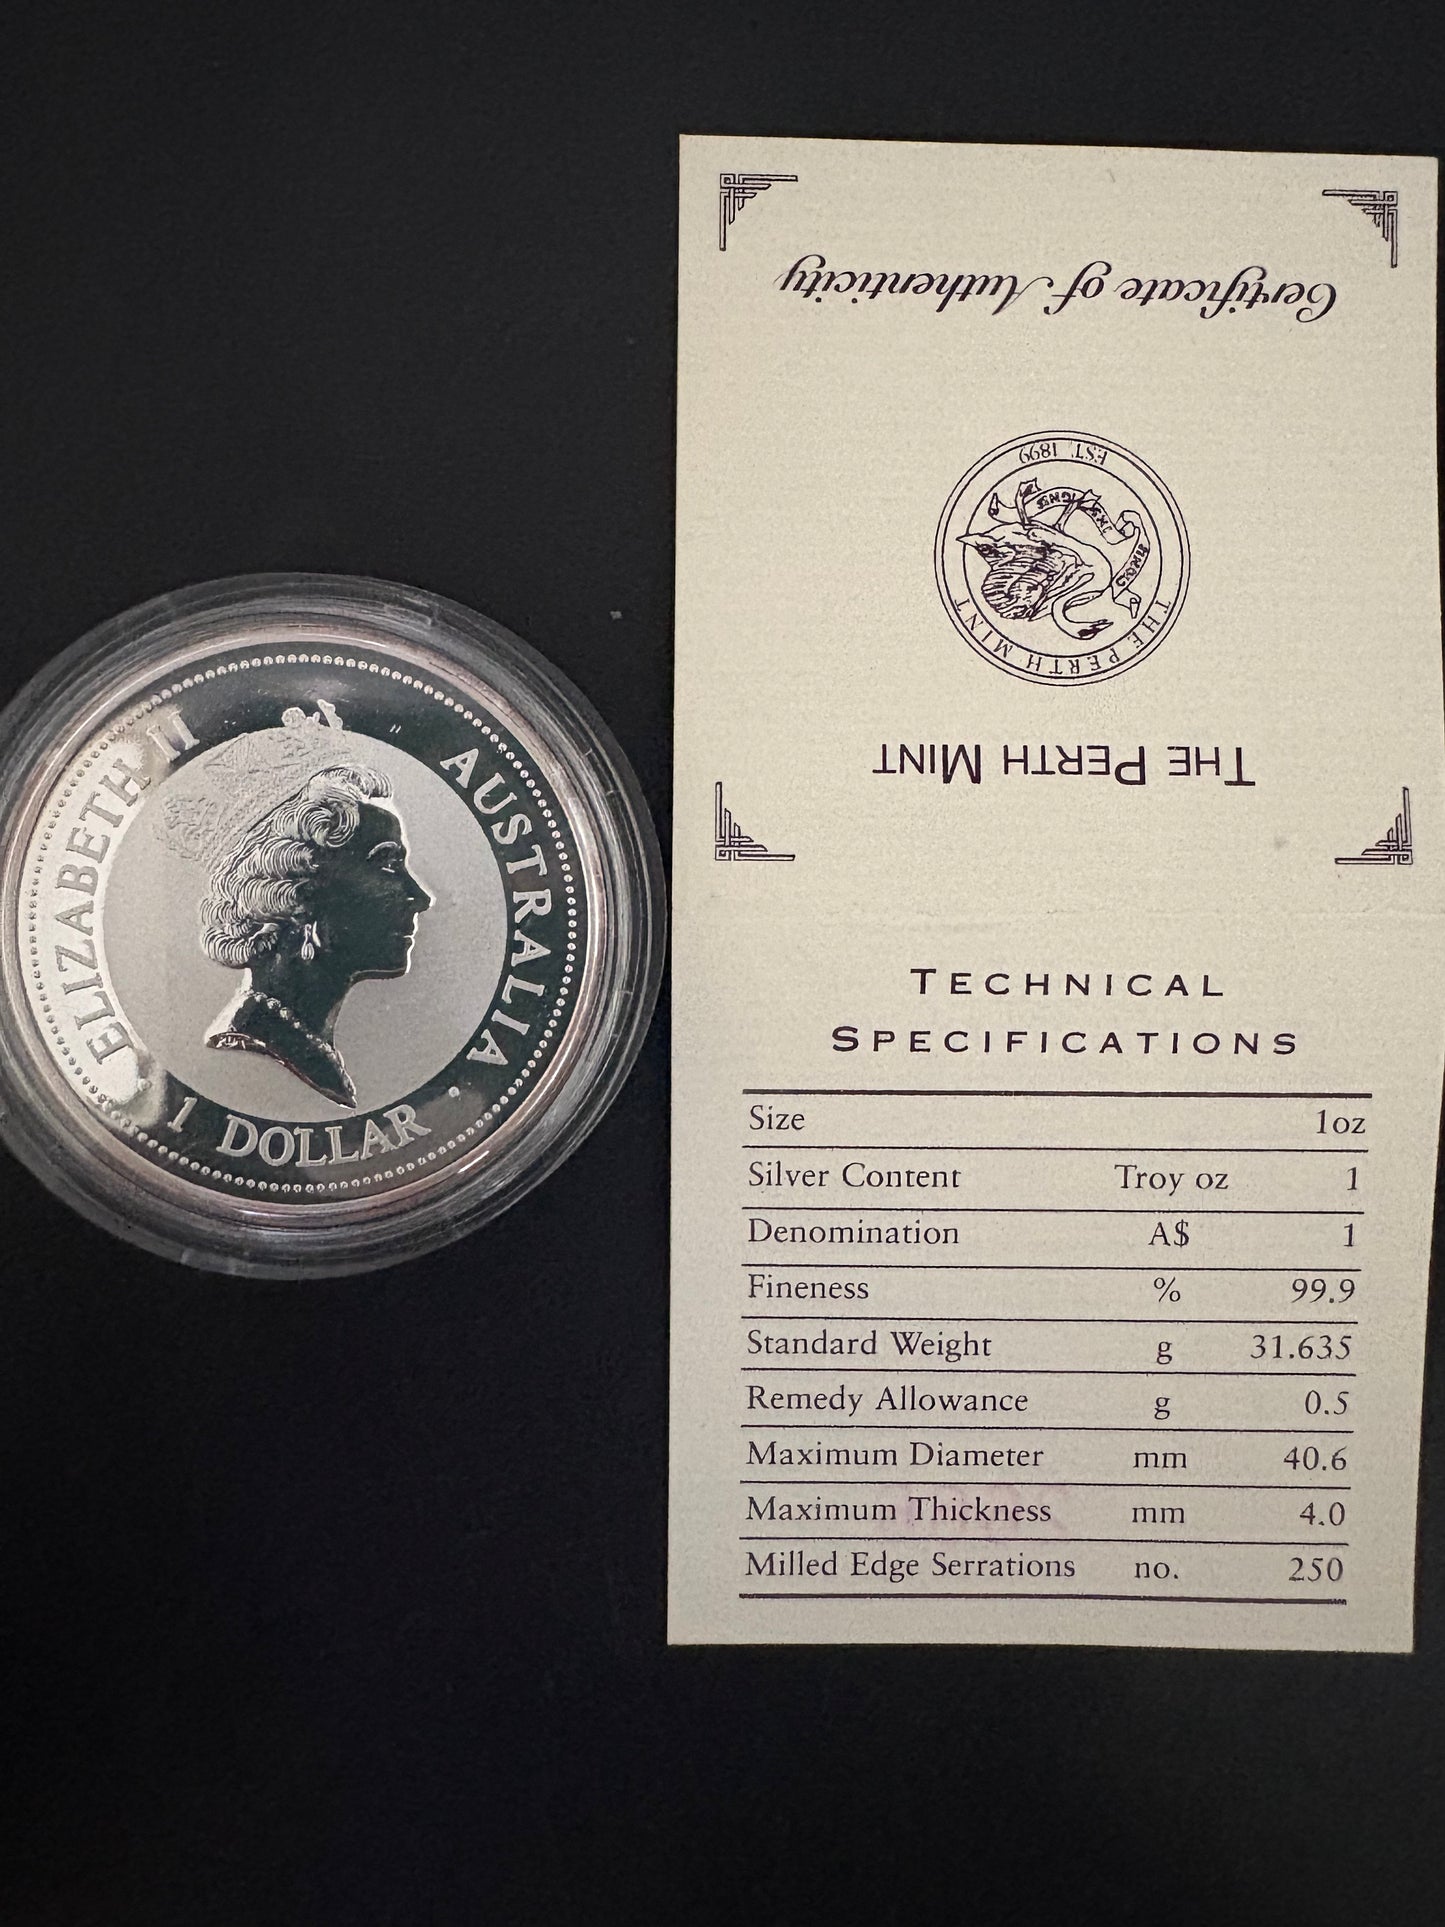 ELIZABETH II
AUSTRALIA
1 DOLLAR
Certificate of Authenticity
EST. 1899
THE PERTH MINT
THE PERTH MINT
TECHNICAL
SPECIFICATIONS
Size 1oz
Silver Content Troy oz 1
Denomination A$ 1
Fineness % 99.9
Standard Weight g 31.635
Remedy Allowance g 0.5
Maximum Diameter mm 40.6
Maximum Thickness mm 4.0
Milled Edge Serrations no. 250